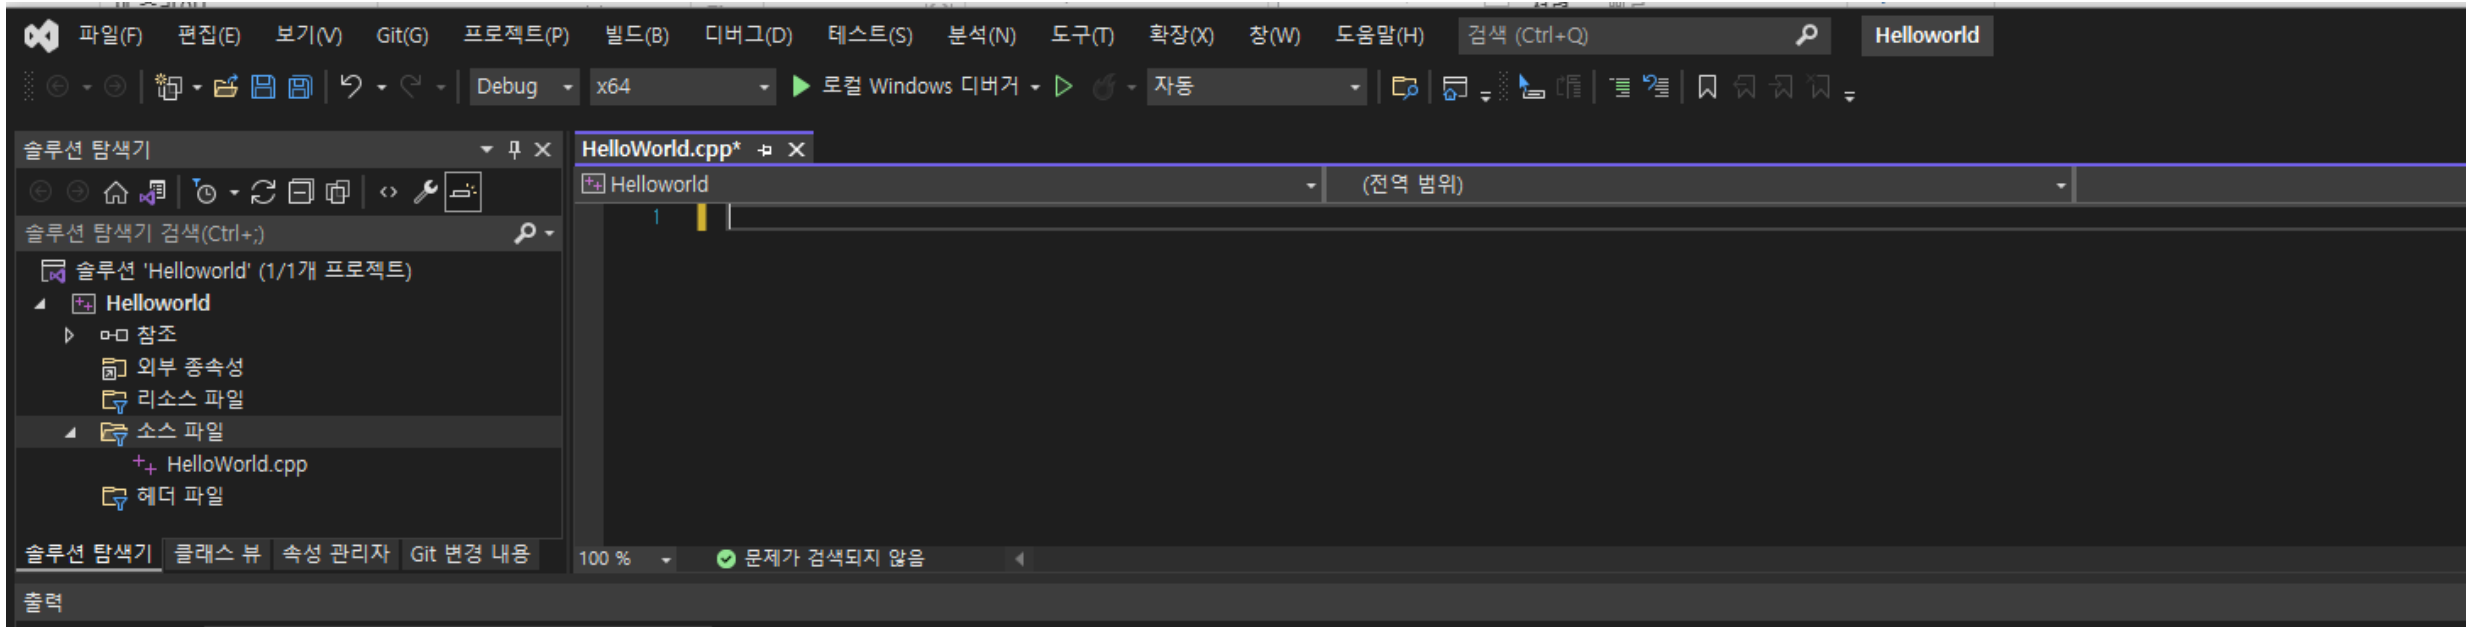 파일(F) 편집(E) 보기(V) Git(G) 프로젝트(P) 빌드(B) 디버그(D) 테스트(S) 분석(N) 도구(T) 확장(X) 창(W) 도움말(H) 검색 (Ctrl+Q) Helloworld
Debug x64 로컬 Windows 디버거 자동
솔루션 탐색기
HelloWorld.cpp*
Helloworld (전역 범위)
1
솔루션 탐색기 검색(Ctrl+;)
솔루션 'Helloworld' (1/1개 프로젝트)
Helloworld
참조
외부 종속성
리소스 파일
소스 파일
HelloWorld.cpp
헤더 파일
솔루션 탐색기 클래스 뷰 속성 관리자 Git 변경 내용
100 % 문제가 검색되지 않음
출력